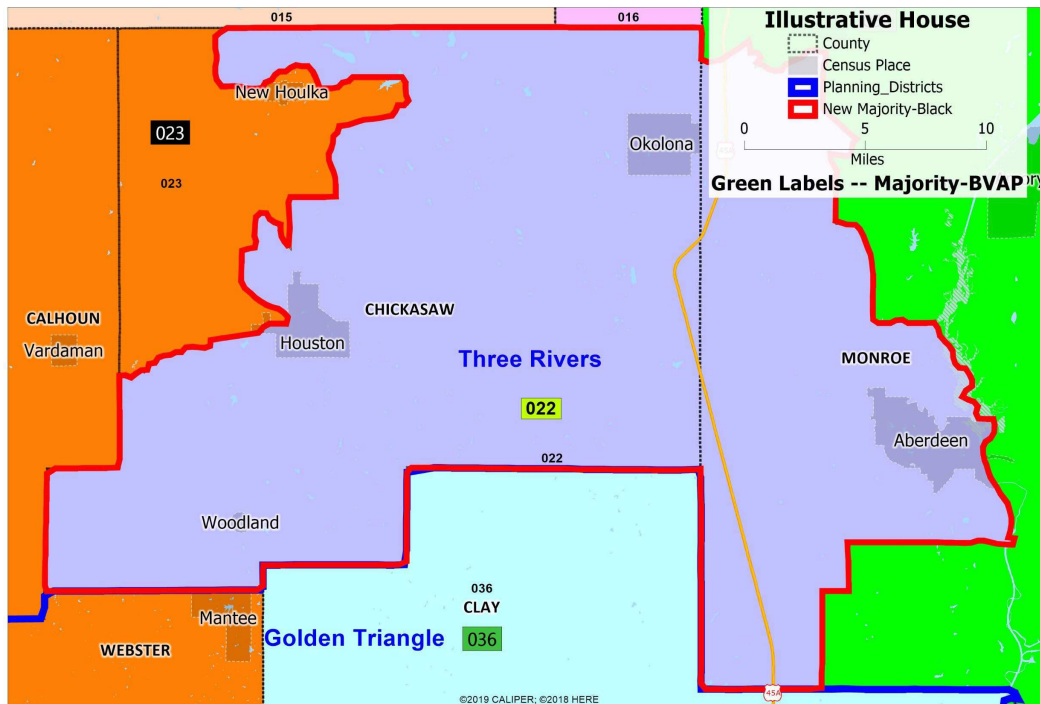 015
016
Illustrative House
County
Census Place
Planning_Districts
New Majority-Black
0 5 10
Miles
Green Labels -- Majority-BVAP
New Houlka
023
Okolona
45A
023
CALHOUN
Vardaman
CHICKASAW
Houston
Three Rivers
MONROE
022
Aberdeen
022
Woodland
036
CLAY
Mantee
Golden Triangle
036
WEBSTER
45A
©2019 CALIPER; ©2018 HERE